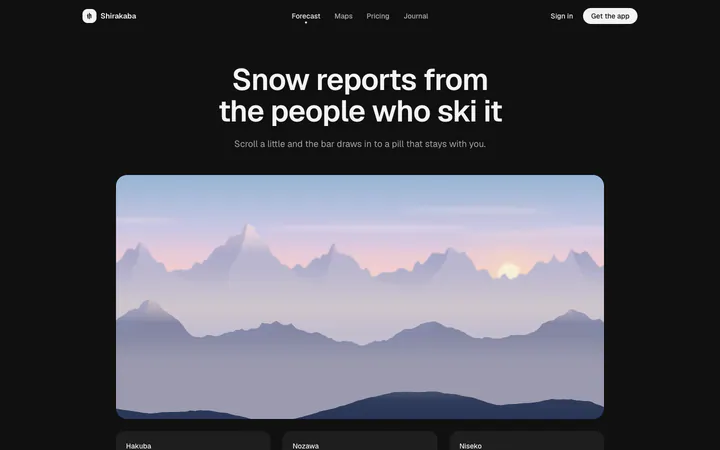 Shirakaba
Forecast
Maps
Pricing
Journal
Sign in
Get the app
Snow reports from
the people who ski it
Scroll a little and the bar draws in to a pill that stays with you.
Hakuba
Nozawa
Niseko